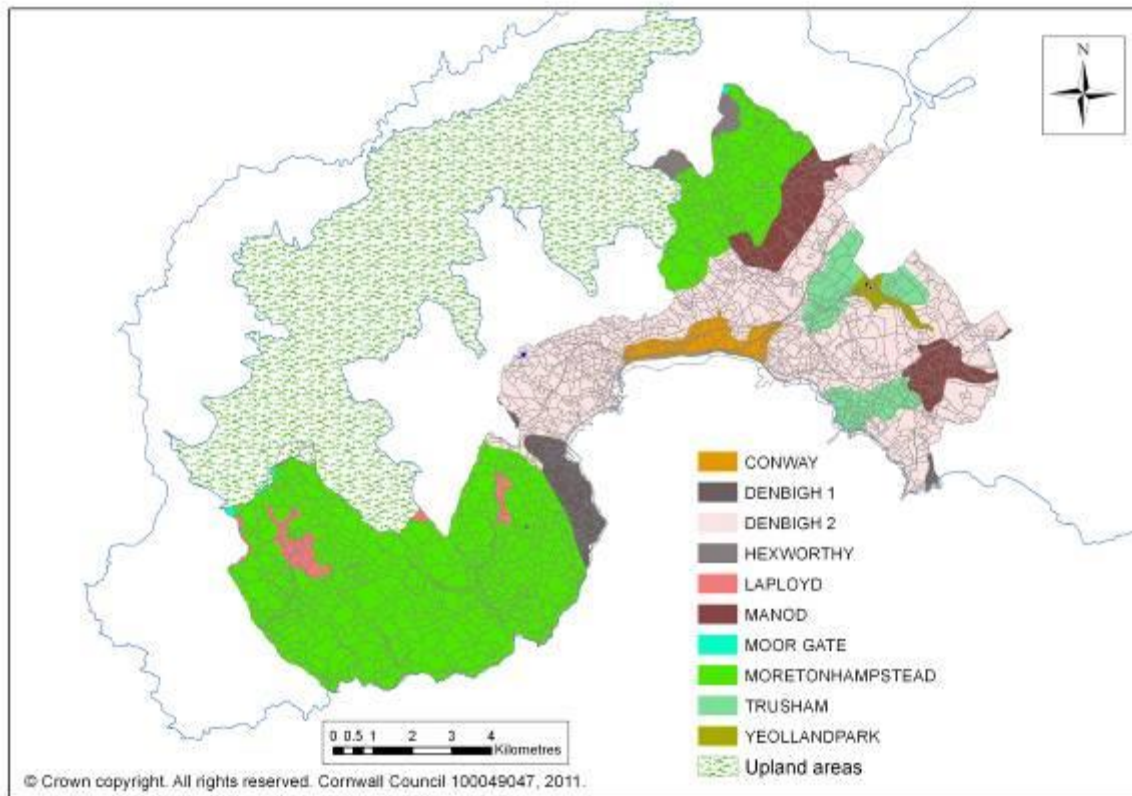 N
CONWAY
DENBIGH 1
DENBIGH 2
HEXWORTHY
LAPLOYD
MANOD
MOOR GATE
MORETONHAMPSTEAD
TRUSHAM
YEOLLANDPARK
Upland areas
0 0.5 1 2 3 4
Kilometres
© Crown copyright. All rights reserved. Cornwall Council 100049047, 2011.